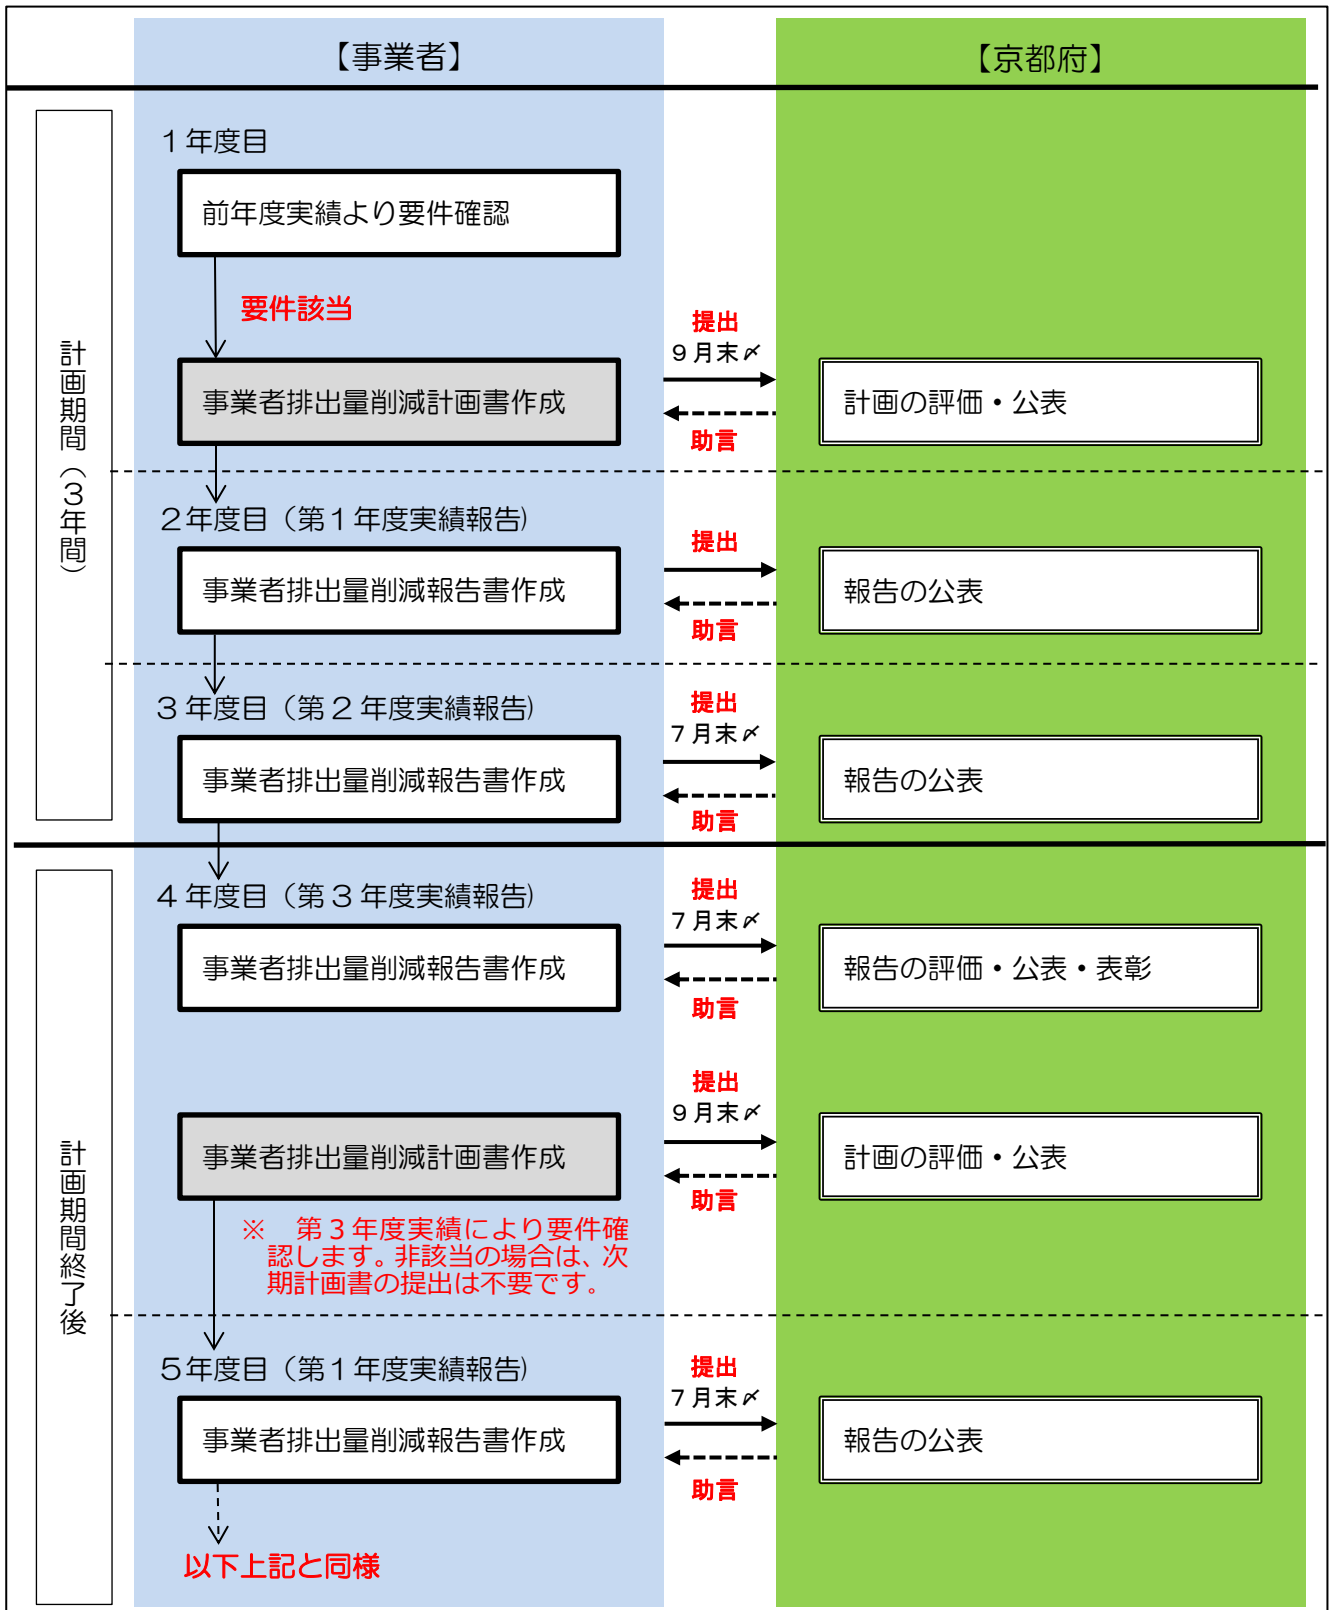 【事業者】
【京都府】
計画期間（３年間）
１年度目
前年度実績より要件確認
要件該当
提出
９月末〆
事業者排出量削減計画書作成
計画の評価・公表
助言
２年度目（第１年度実績報告）
提出
事業者排出量削減報告書作成
報告の公表
助言
３年度目（第２年度実績報告）
提出
７月末〆
事業者排出量削減報告書作成
報告の公表
助言
計画期間終了後
４年度目（第３年度実績報告）
提出
７月末〆
事業者排出量削減報告書作成
報告の評価・公表・表彰
助言
提出
９月末〆
事業者排出量削減計画書作成
計画の評価・公表
助言
※　第３年度実績により要件確
認します。非該当の場合は、次
期計画書の提出は不要です。
５年度目（第１年度実績報告）
提出
７月末〆
事業者排出量削減報告書作成
報告の公表
助言
以下上記と同様